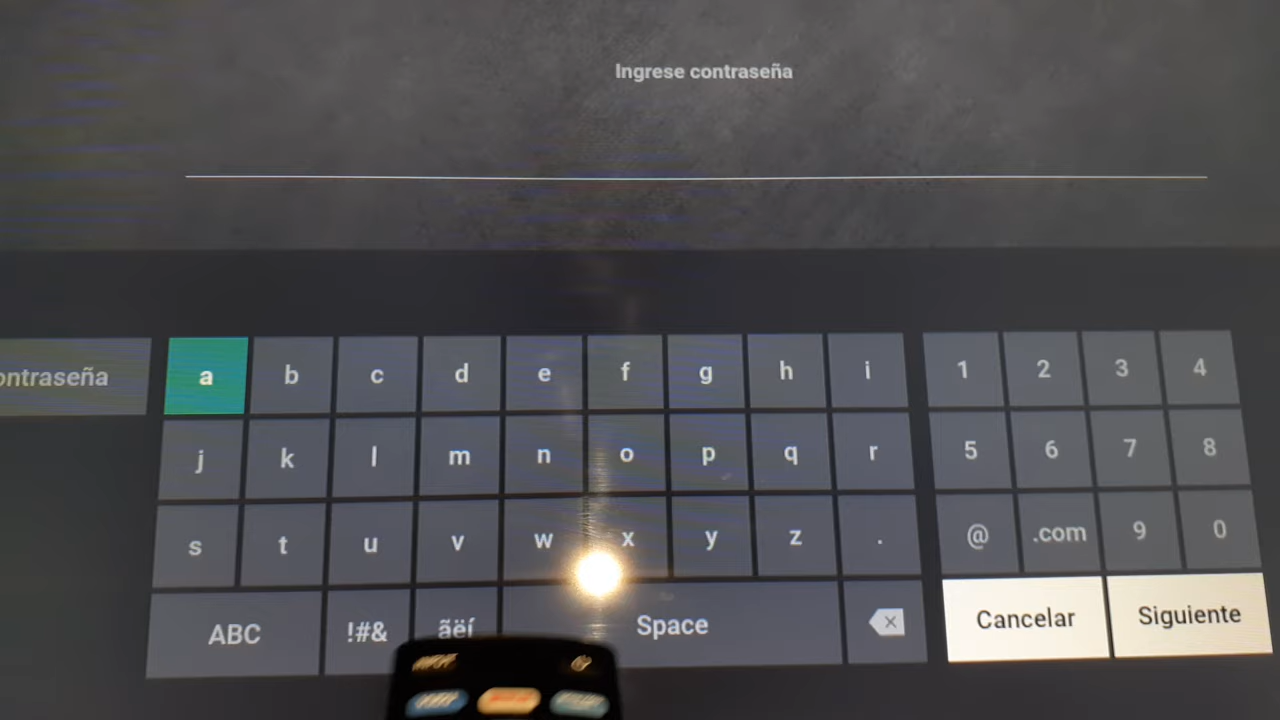 Ingrese contraseña
ontraseña a b c d e f g h i 1 2 3 4
j k l m n o p q r 5 6 7 8
s t u v w x y z . @ .com 9 0
ABC !#& ãëí Space Cancelar Siguiente